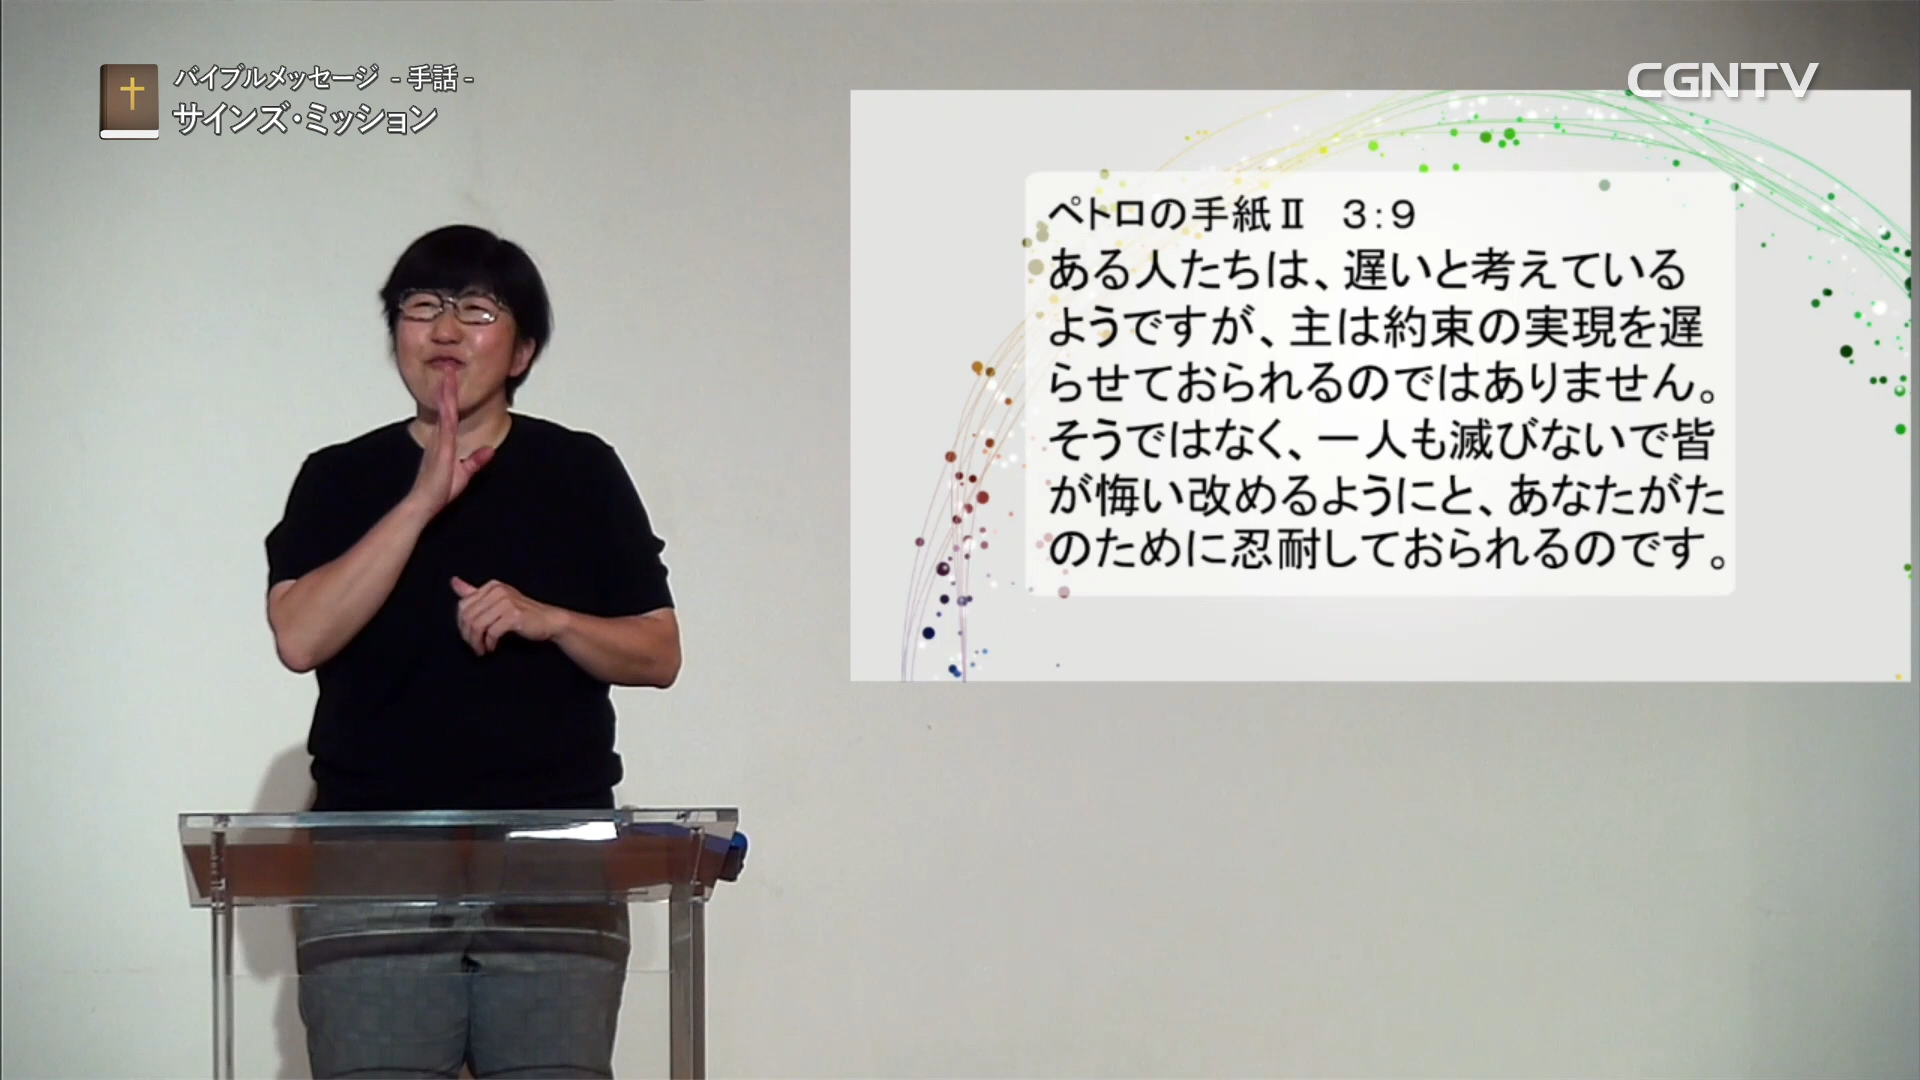 バイブルメッセージ - 手話 -
サインズ・ミッション
CGNTV
ペトロの手紙Ⅱ　３:９
ある人たちは、遅いと考えている
ようですが、主は約束の実現を遅
らせておられるのではありません。
そうではなく、一人も滅びないで皆
が悔い改めるようにと、あなたがた
のために忍耐しておられるのです。